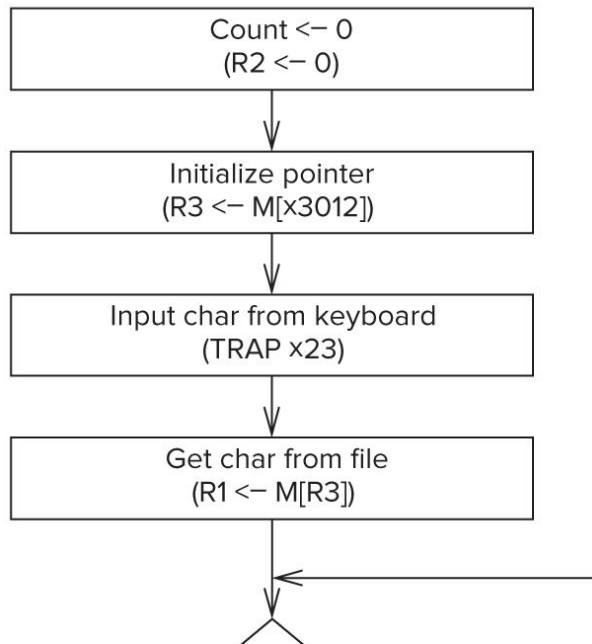 Count <– 0
(R2 <– 0)
Initialize pointer
(R3 <– M[x3012])
Input char from keyboard
(TRAP x23)
Get char from file
(R1 <– M[R3])